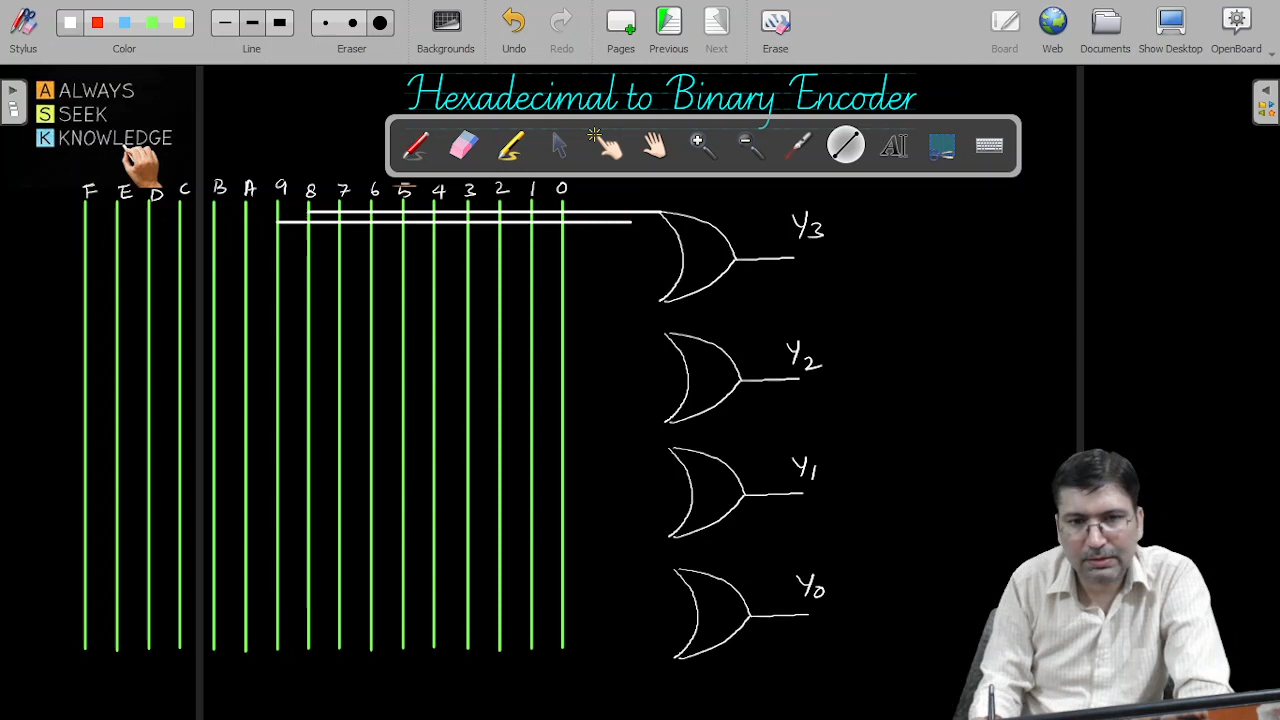 Stylus Color Line Eraser Backgrounds Undo Redo Pages Previous Next Erase Board Web Documents Show Desktop OpenBoard
A ALWAYS
S SEEK
K KNOWLEDGE
Hexadecimal to Binary Encoder
AI
F E D C B A 9 8 7 6 5 4 3 2 1 0
Y3
Y2
Y1
Y0